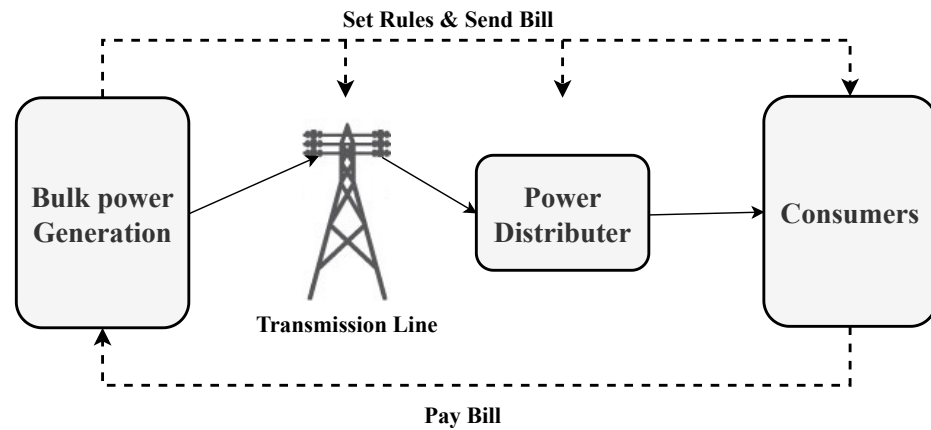 Set Rules & Send Bill
Bulk power
Generation
Power
Distributer
Consumers
Transmission Line
Pay Bill